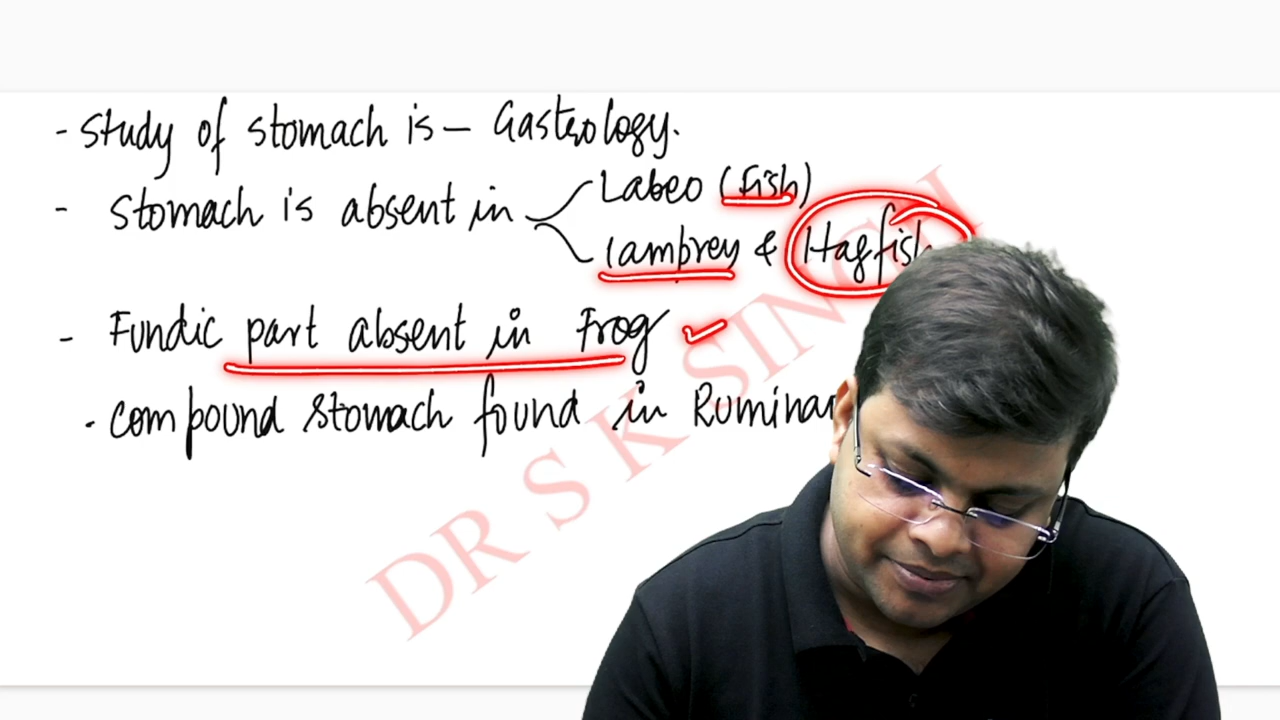 - Study of stomach is - Gastrology.
- Stomach is absent in Labeo (Fish)
lamprey & Hagfish
- Fundic part absent in Frog ✓
- Compound stomach found in Ruminan
DR S K SINGH